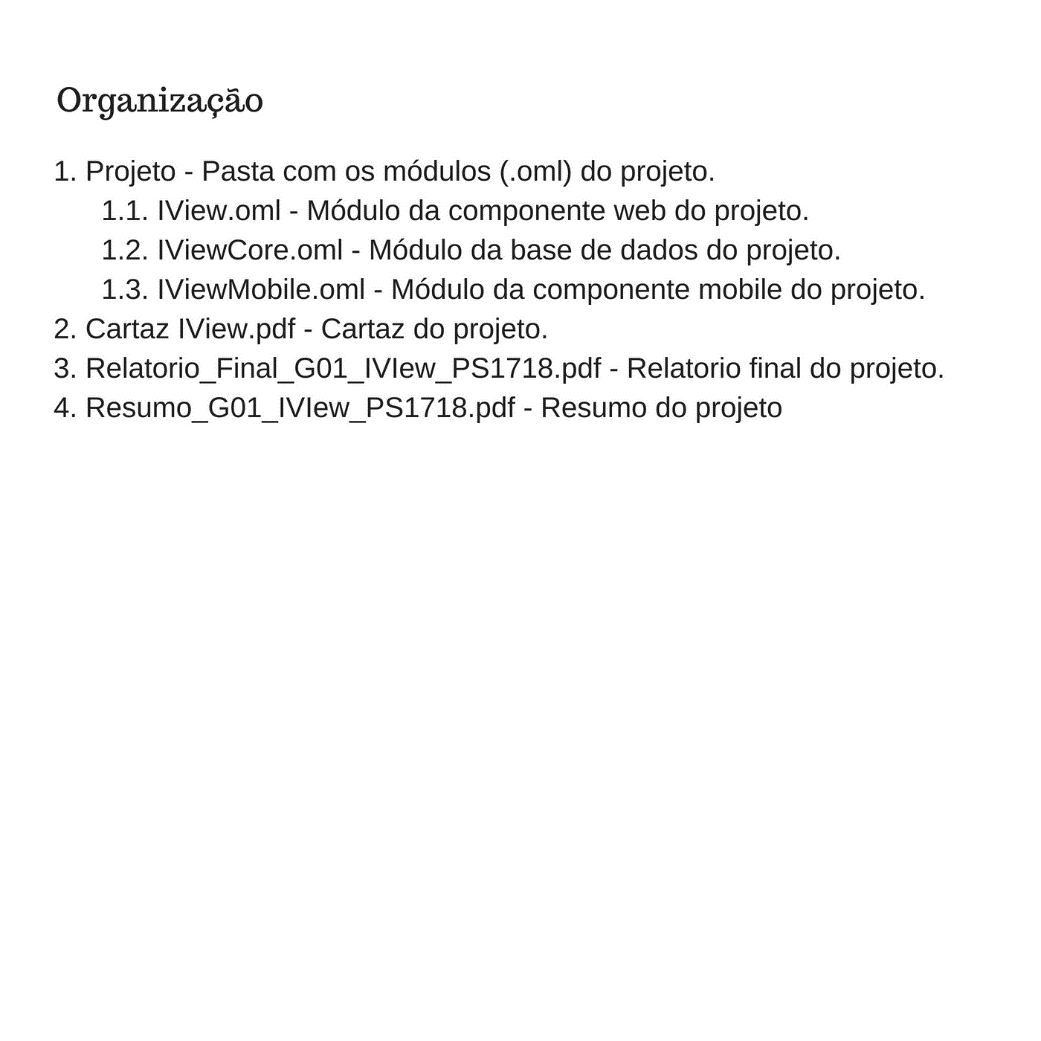 Organização
1. Projeto - Pasta com os módulos (.oml) do projeto.
1.1. IView.oml - Módulo da componente web do projeto.
1.2. IViewCore.oml - Módulo da base de dados do projeto.
1.3. IViewMobile.oml - Módulo da componente mobile do projeto.
2. Cartaz IView.pdf - Cartaz do projeto.
3. Relatorio_Final_G01_IVIew_PS1718.pdf - Relatorio final do projeto.
4. Resumo_G01_IVIew_PS1718.pdf - Resumo do projeto